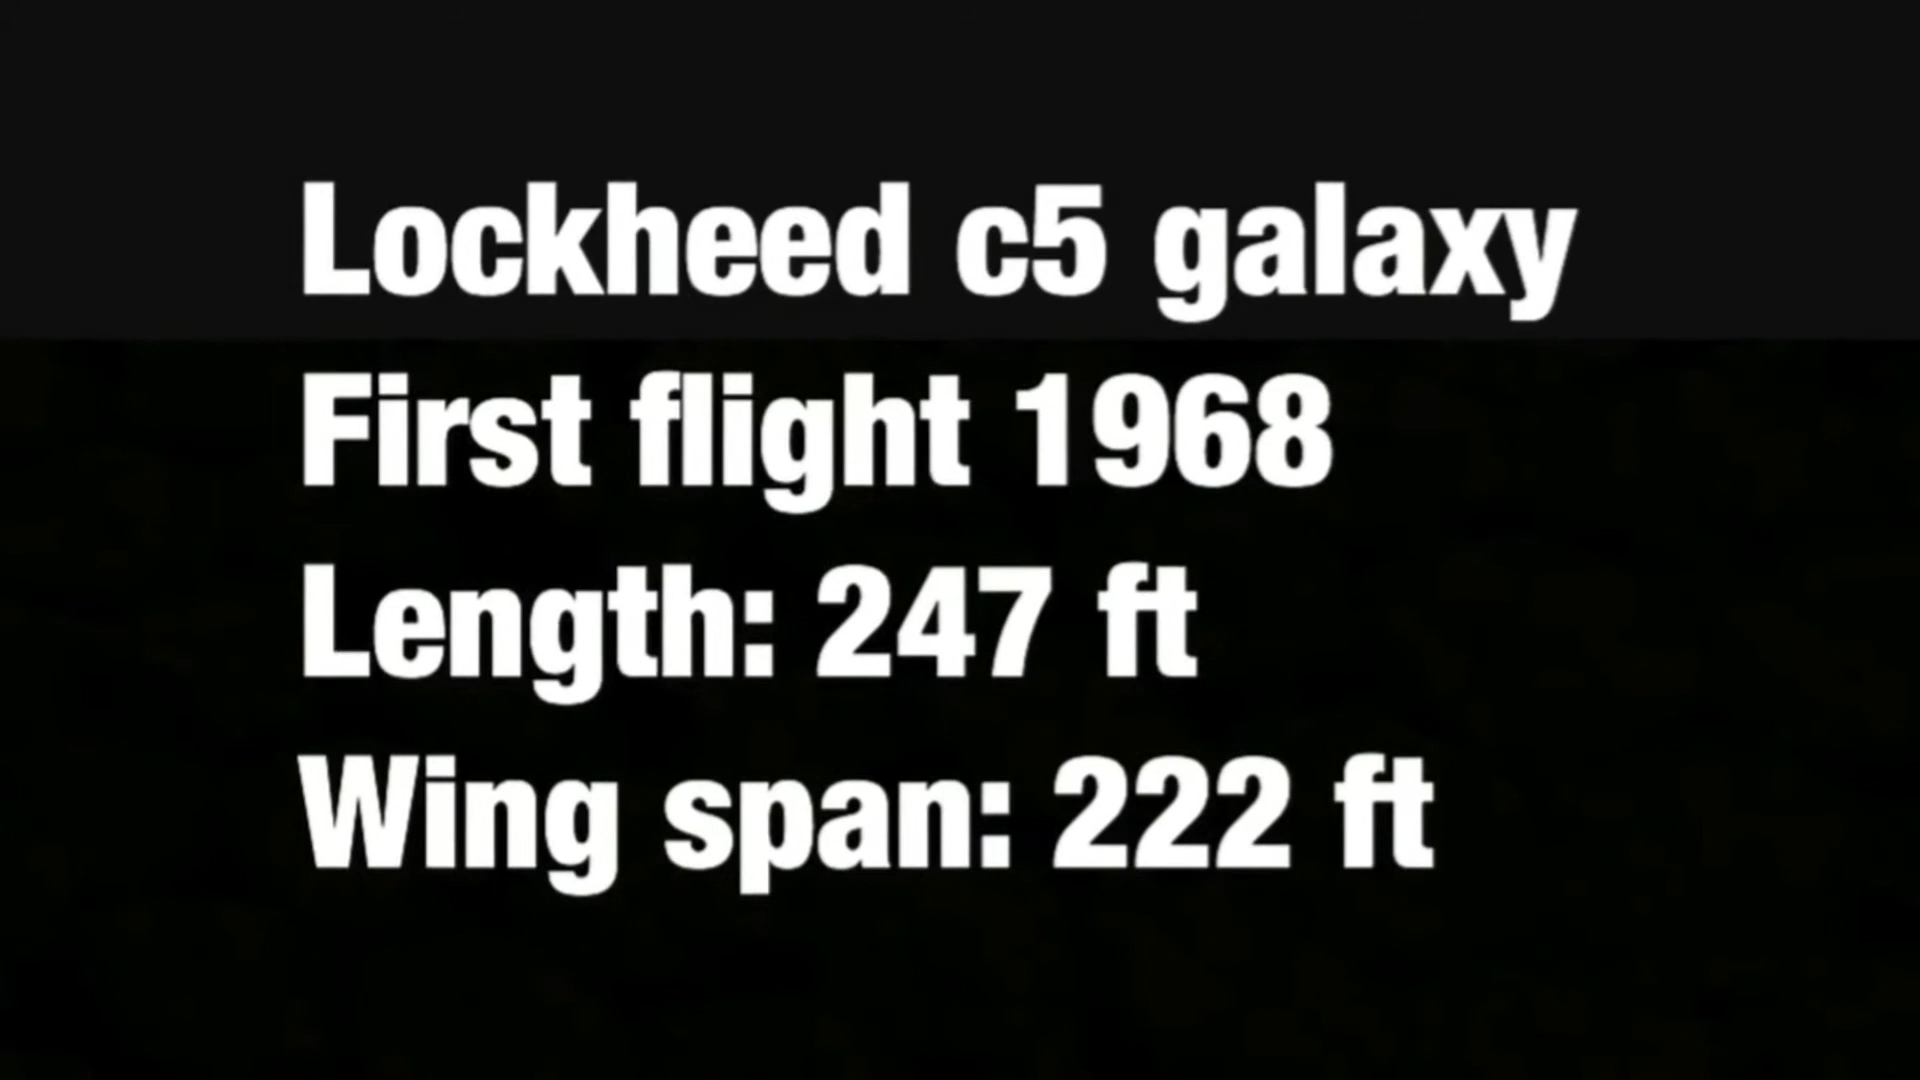 Lockheed c5 galaxy
First flight 1968
Length: 247 ft
Wing span: 222 ft